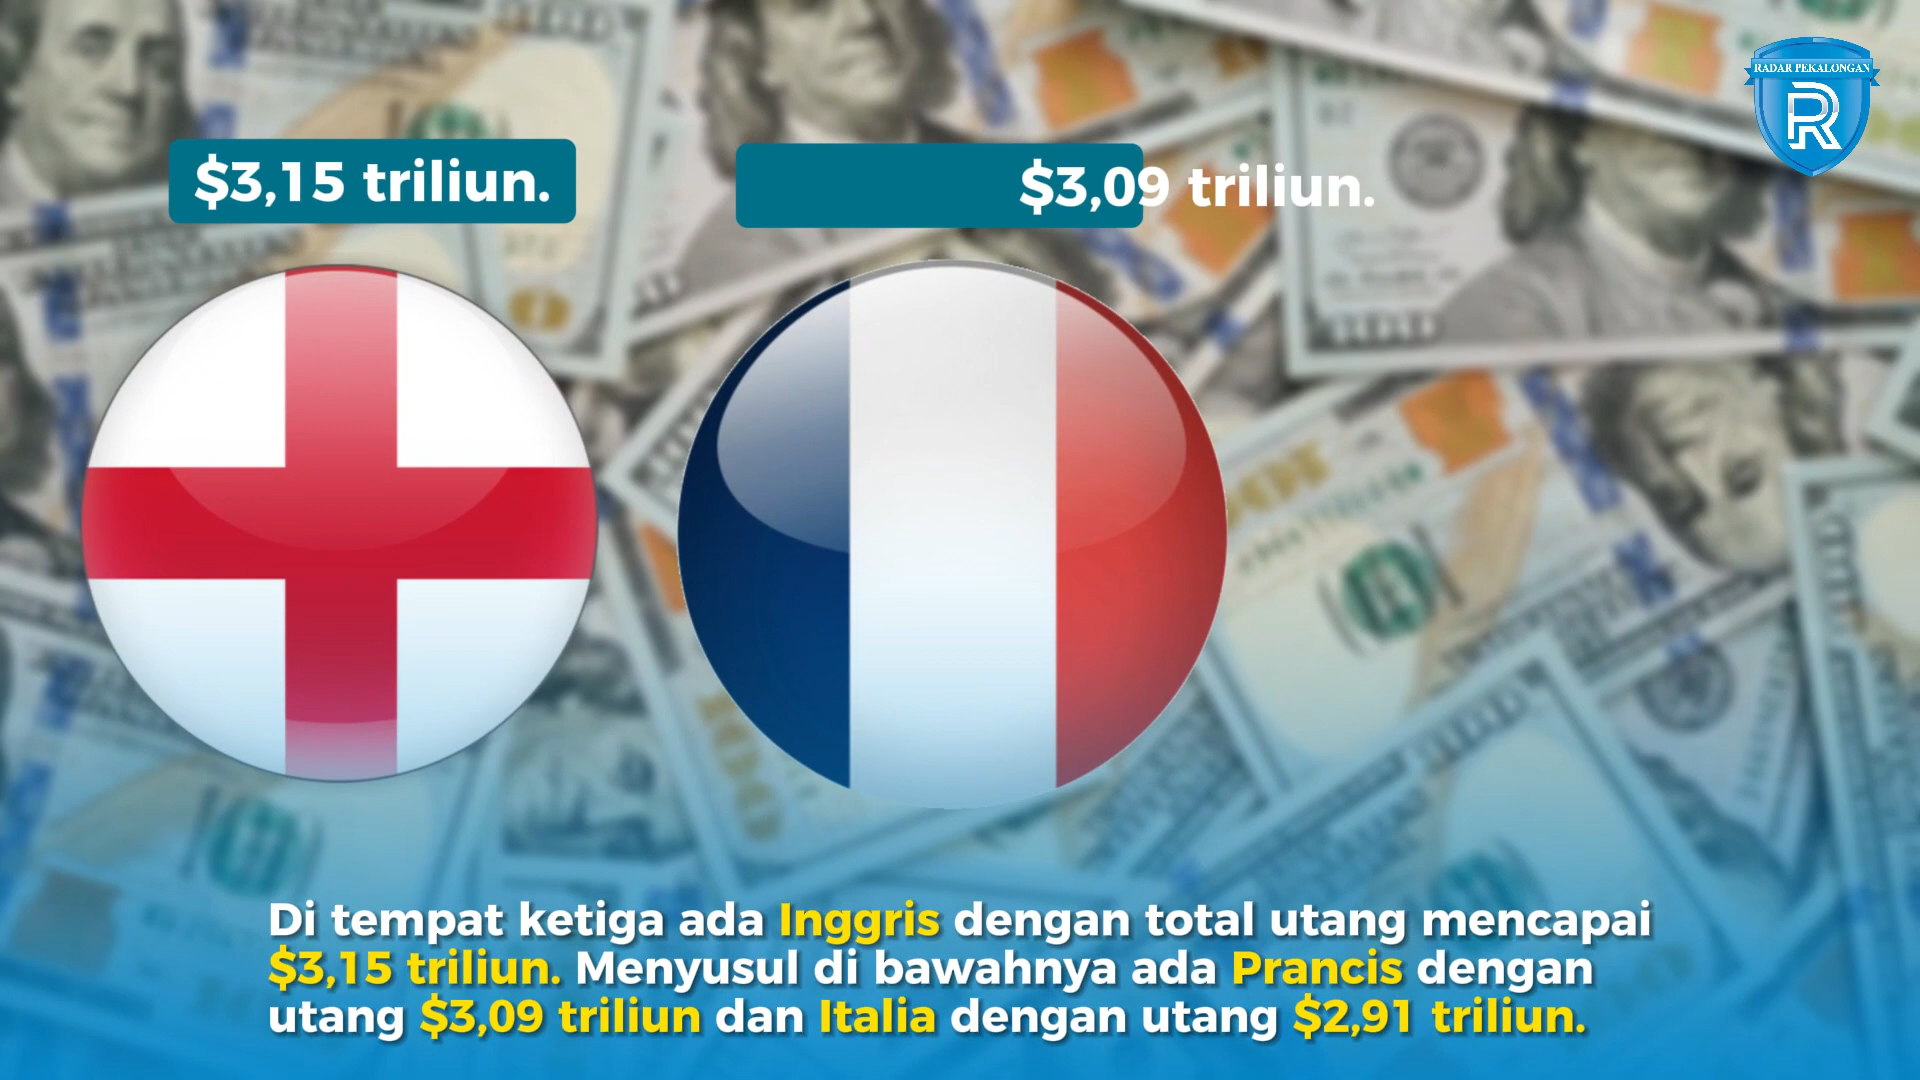 RADAR PEKALONGAN
R
$3,15 triliun.
$3,09 triliun.
Di tempat ketiga ada Inggris dengan total utang mencapai
$3,15 triliun. Menyusul di bawahnya ada Prancis dengan
utang $3,09 triliun dan Italia dengan utang $2,91 triliun.